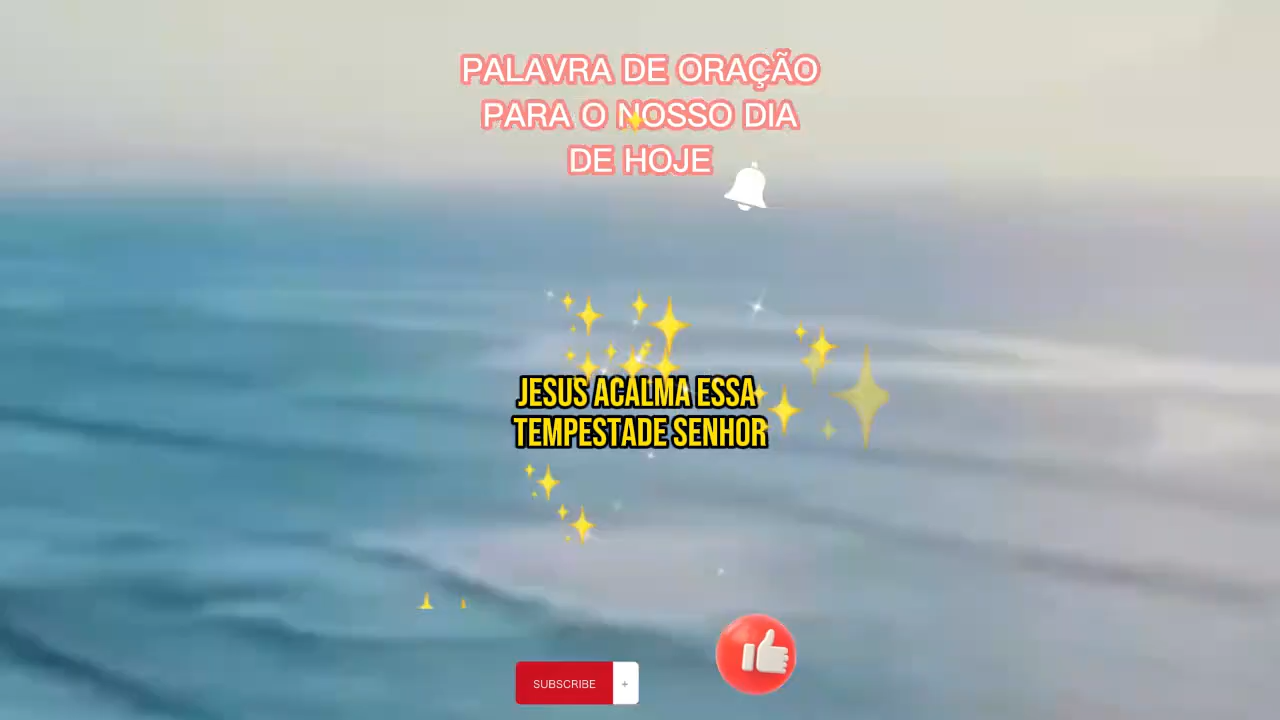 PALAVRA DE ORAÇÃO
PARA O NOSSO DIA
DE HOJE
JESUS ACALMA ESSA
TEMPESTADE SENHOR
SUBSCRIBE +